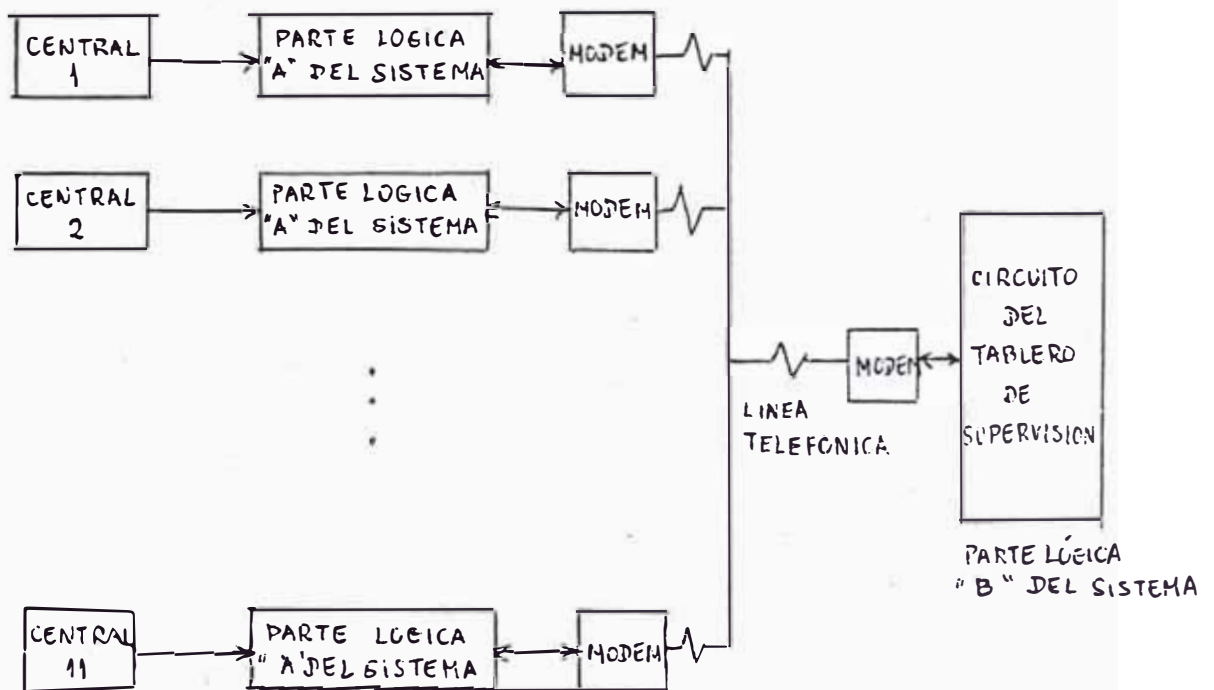 CENTRAL
1
PARTE LOGICA
"A" DEL SISTEMA
MODEM
CENTRAL
2
PARTE LOGICA
"A" DEL SISTEMA
MODEM
LINEA
TELEFONICA
MODEM
CIRCUITO
DEL
TABLERO
DE
SUPERVISION
PARTE LÓGICA
"B" DEL SISTEMA
CENTRAL
11
PARTE LOGICA
"A" DEL SISTEMA
MODEM